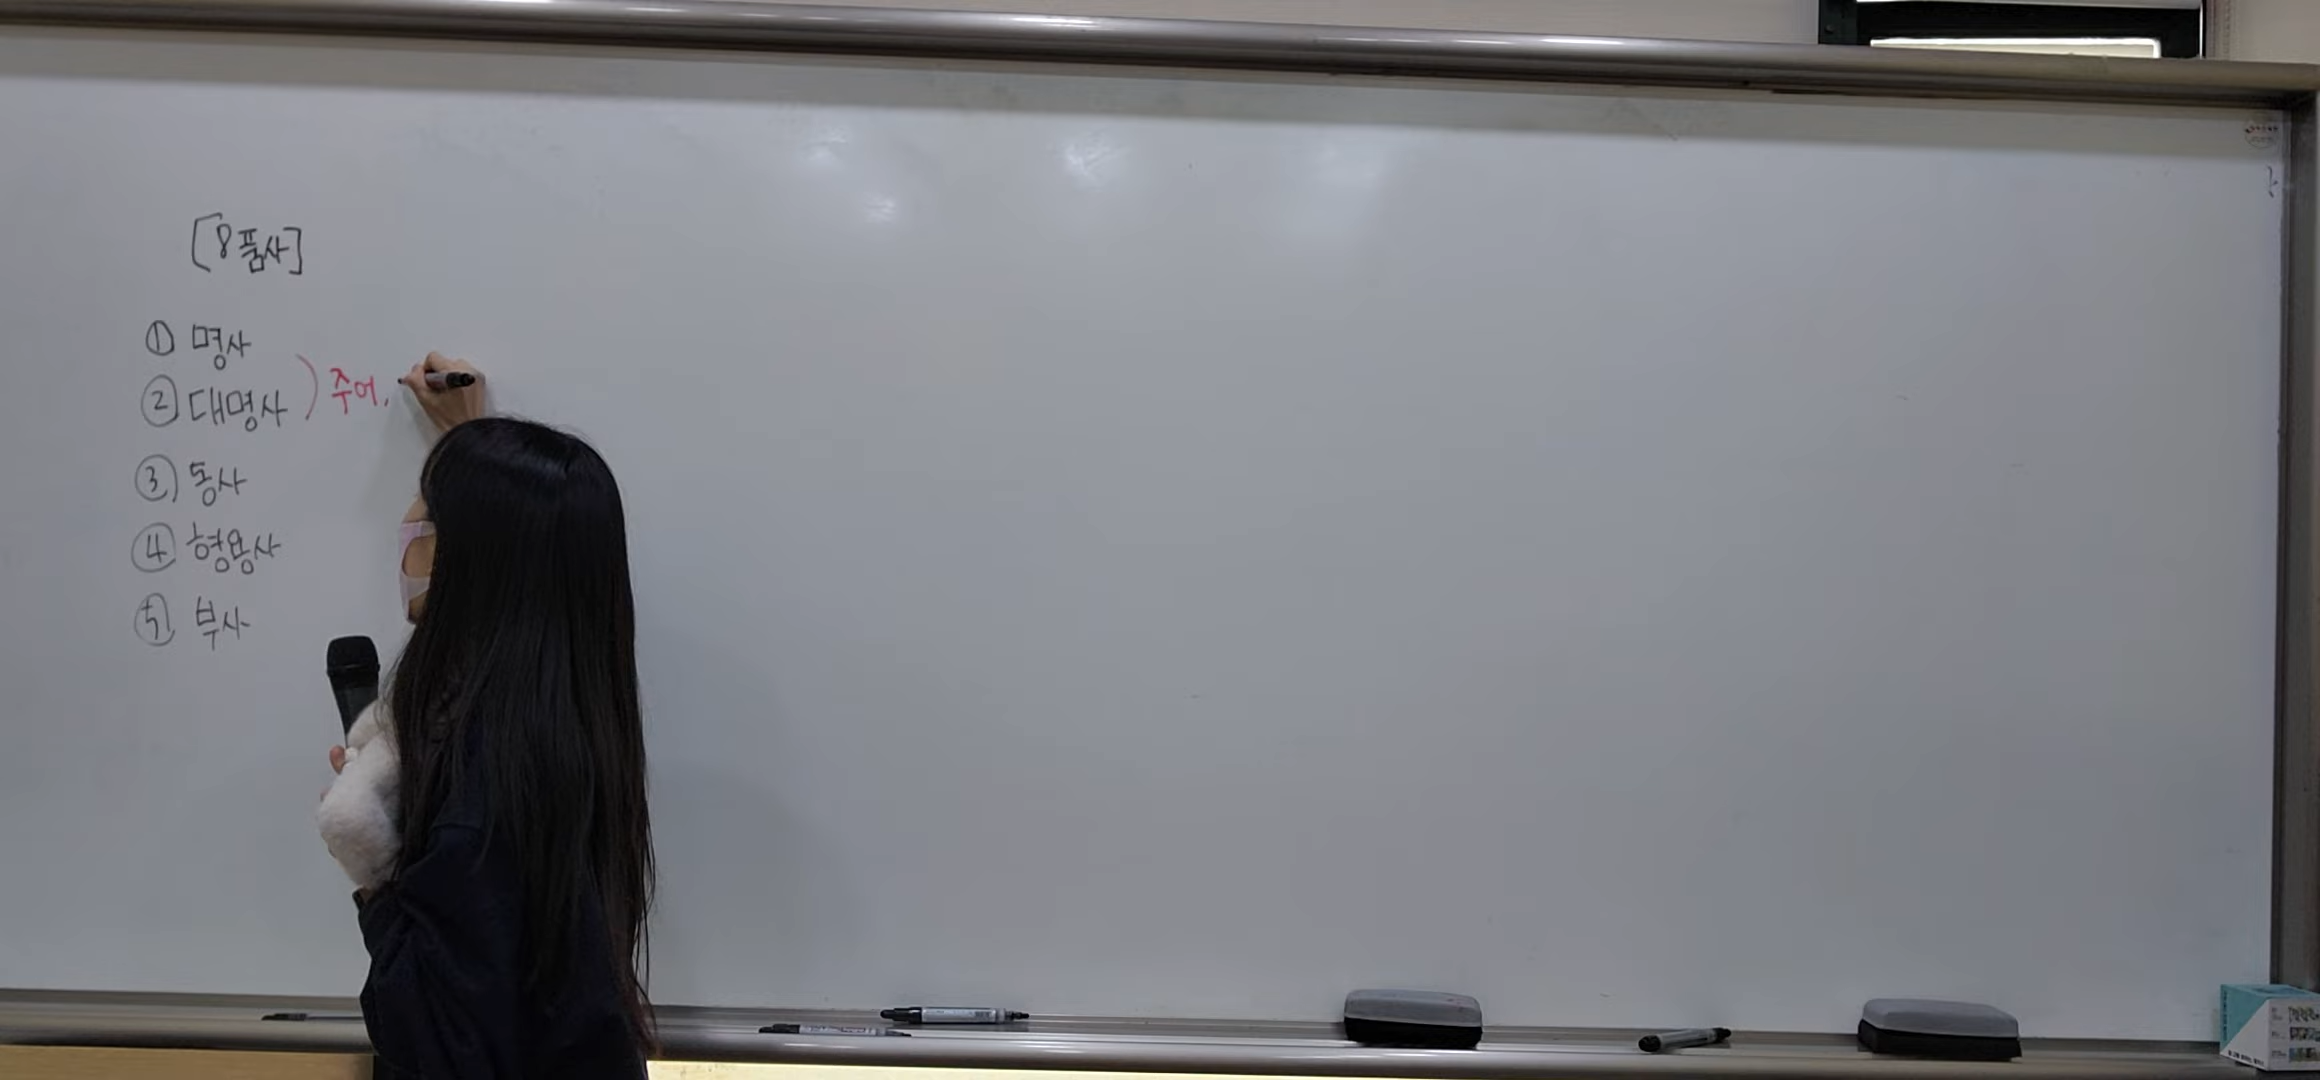 [8품사]
① 명사
② 대명사 ) 주어,
③ 동사
④ 형용사
⑤ 부사